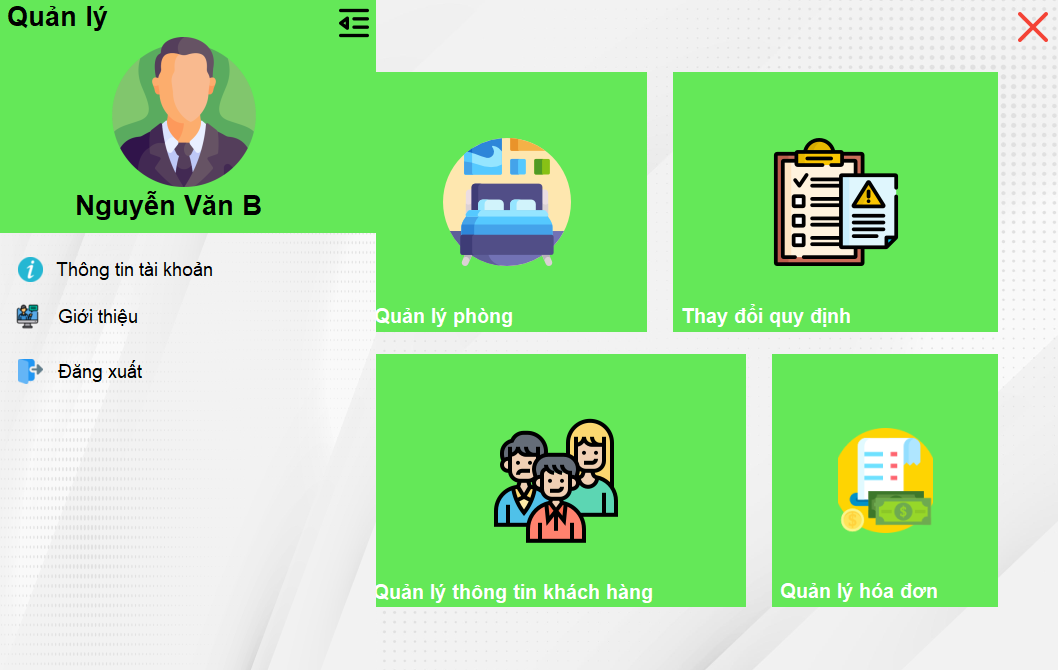 Quản lý
Nguyễn Văn B
Thông tin tài khoản
Giới thiệu
Đăng xuất
Quản lý phòng
Thay đổi quy định
Quản lý thông tin khách hàng
Quản lý hóa đơn